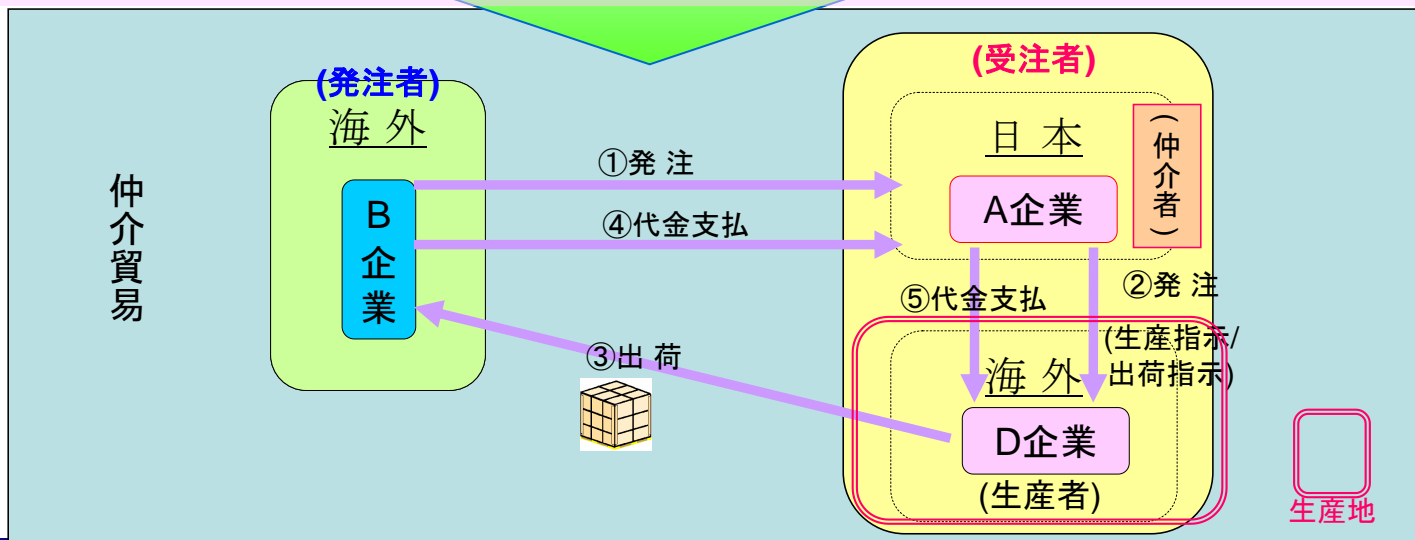 仲介貿易
(発注者)
海 外
B企業
①発 注
④代金支払
③出 荷
(受注者)
日 本
A企業
(仲介者)
⑤代金支払
②発 注
(生産指示/
出荷指示)
海 外
D企業
(生産者)
生産地